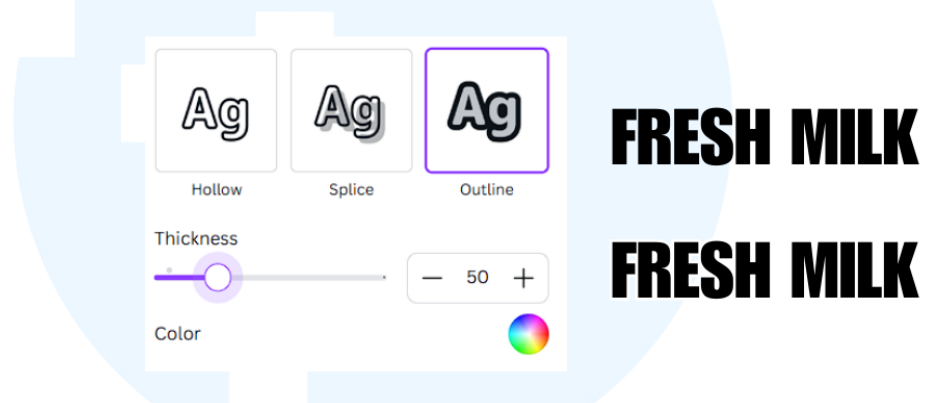 Ag Ag Ag
Hollow Splice Outline
Thickness
50
Color
FRESH MILK
FRESH MILK